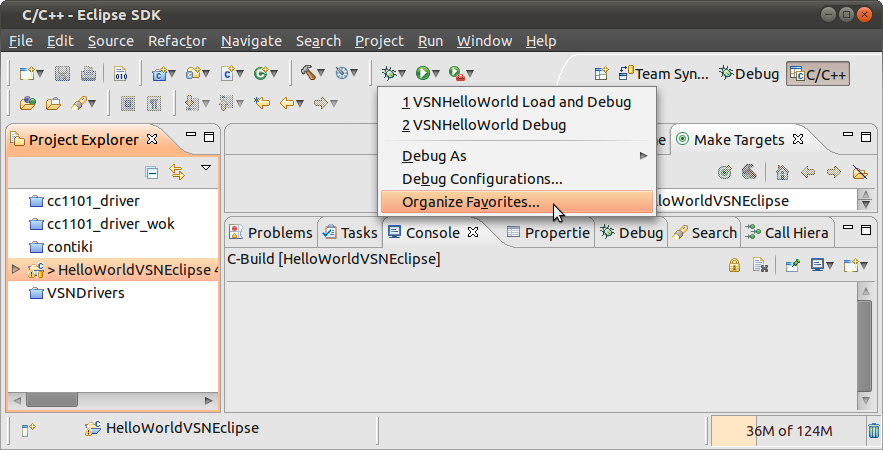 C/C++ - Eclipse SDK
File Edit Source Refactor Navigate Search Project Run Window Help
010 Team Syn... Debug C/C++
1 VSNHelloWorld Load and Debug
2 VSNHelloWorld Debug
Debug As
Debug Configurations...
Organize Favorites...
Project Explorer
Make Targets
cc1101_driver
cc1101_driver_wok
contiki
> HelloWorldVSNEclipse
VSNDrivers
lloWorldVSNEclipse
Problems Tasks Console Propertie Debug Search Call Hiera
C-Build [HelloWorldVSNEclipse]
HelloWorldVSNEclipse
36M of 124M